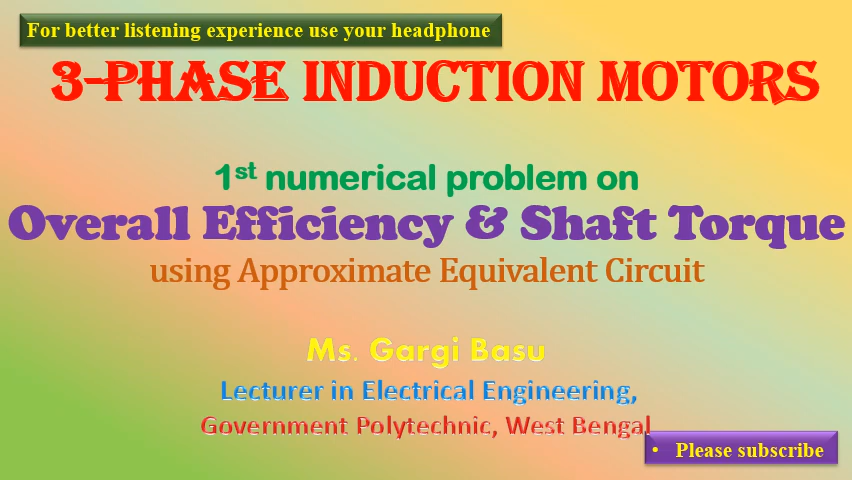 For better listening experience use your headphone
3-PHASE INDUCTION MOTORS
1st numerical problem on
Overall Efficiency & Shaft Torque
using Approximate Equivalent Circuit
Ms. Gargi Basu
Lecturer in Electrical Engineering,
Government Polytechnic, West Bengal
• Please subscribe